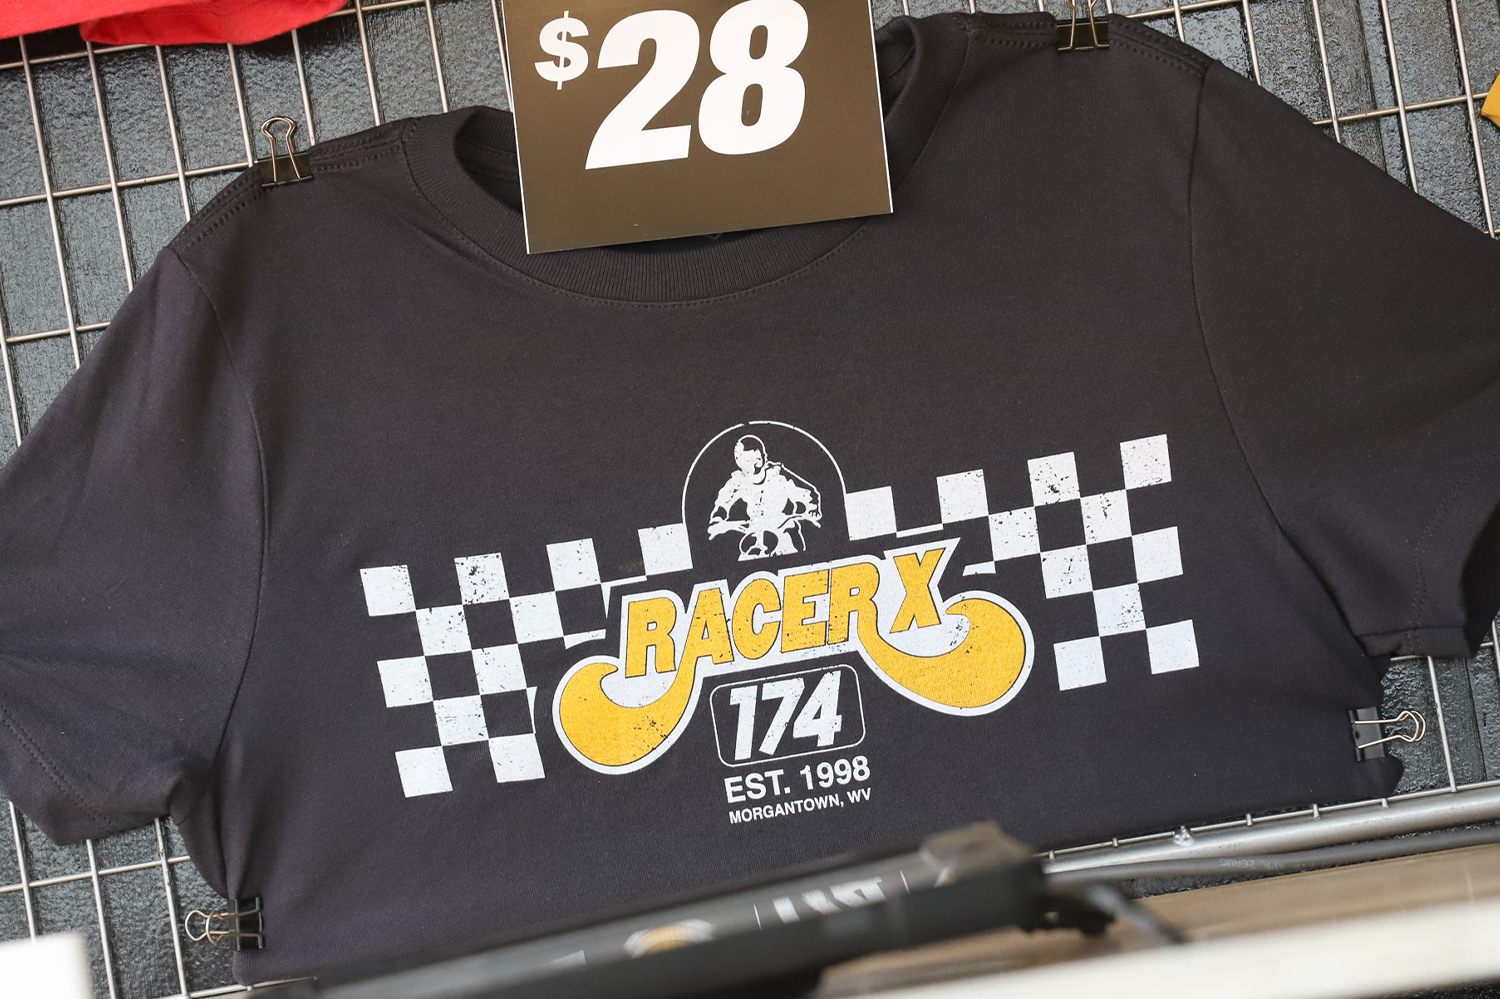 $28
RACER X
174
EST. 1998
MORGANTOWN, WV